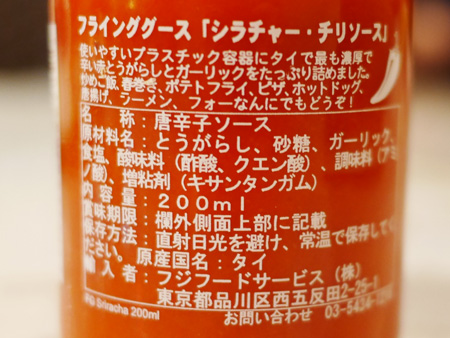 フライングダース「シラチャー・チリソース」
使いやすいプラスチック容器にタイで最も濃厚で
辛い赤とうがらしとガーリックをたっぷり詰めました。
炒めご飯、春巻き、ポテトフライ、ピザ、ホットドッグ、
唐揚げ、ラーメン、フォーなんにでもどうぞ!
名 称:唐辛子ソース
原材料名:とうがらし、砂糖、ガーリック、
食塩、酸味料(酢酸、クエン酸)、調味料(アミ
ノ酸)、増粘剤(キサンタンガム)
内 容 量:200ml
賞味期限:欄外側面上部に記載
保存方法:直射日光を避け、常温で保存してく
ださい。原産国名:タイ
輸 入 者:フジフードサービス(株)
東京都品川区西五反田2-25-1
Sriracha 200ml
お問い合わせ 03-5434-